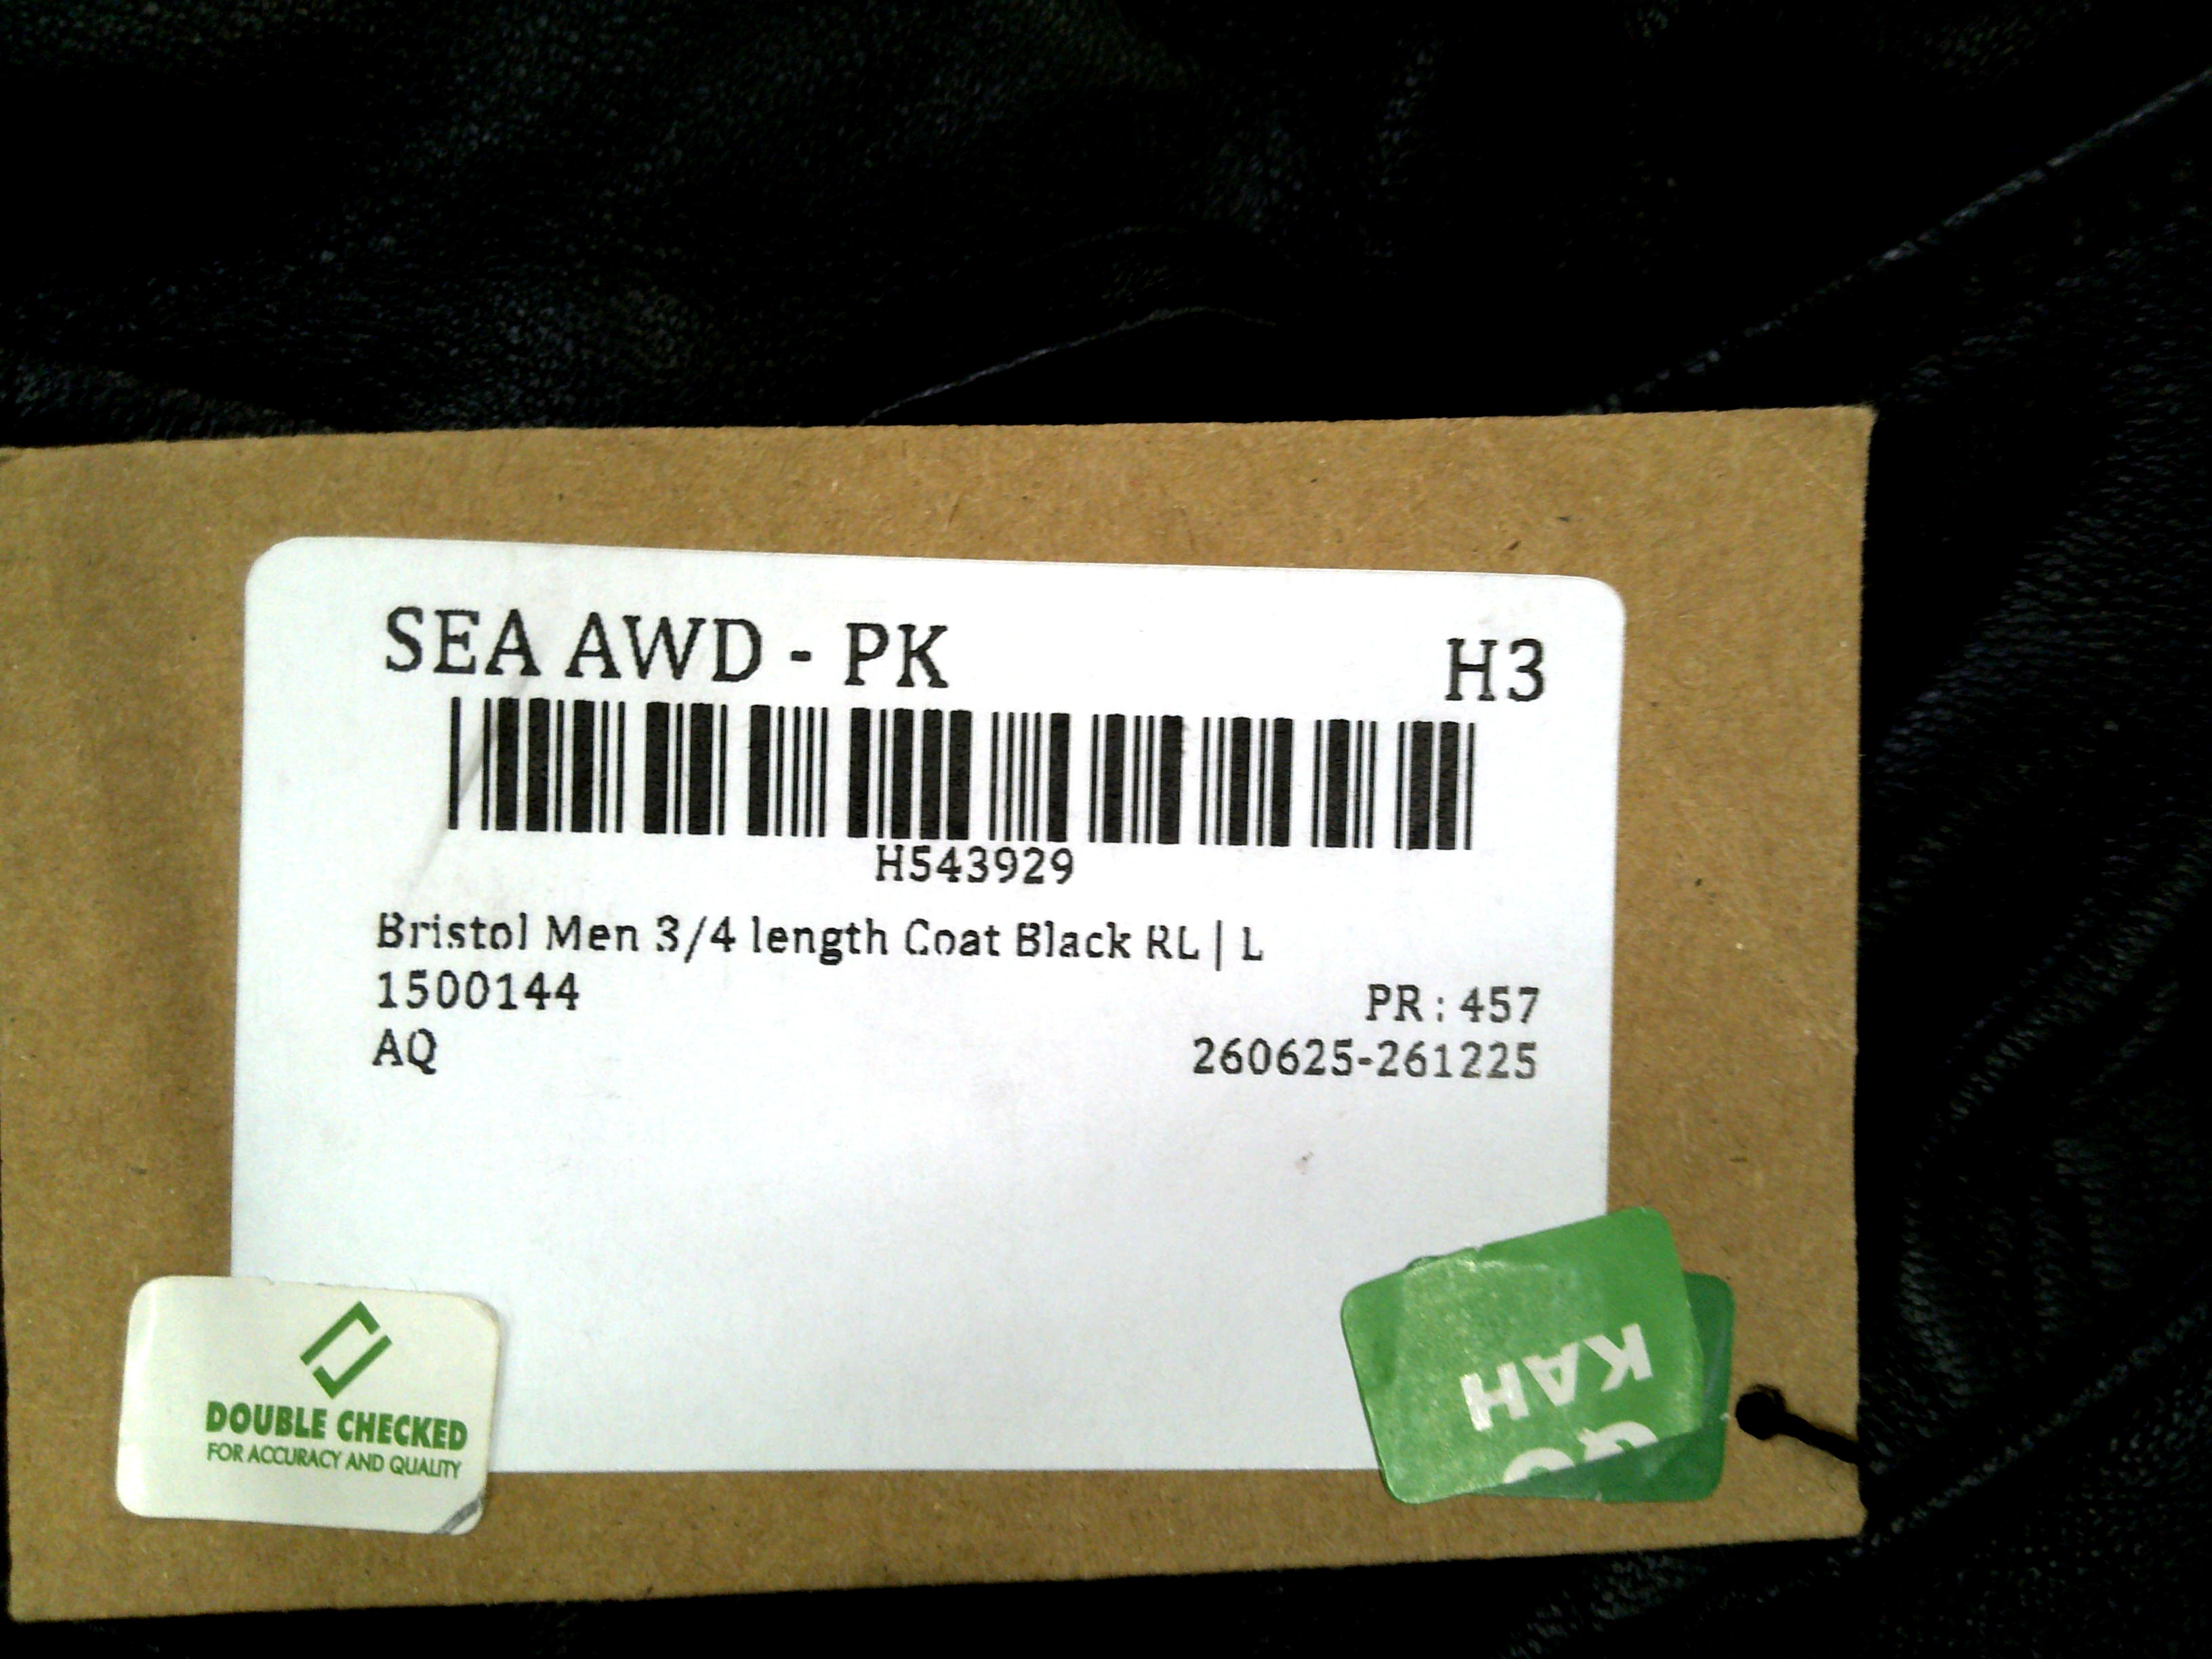 SEA AWD - PK
H3
H543929
Bristol Men 3/4 length Coat Black RL | L
1500144
PR : 457
AQ
260625-261225
DOUBLE CHECKED
FOR ACCURACY AND QUALITY
KAH